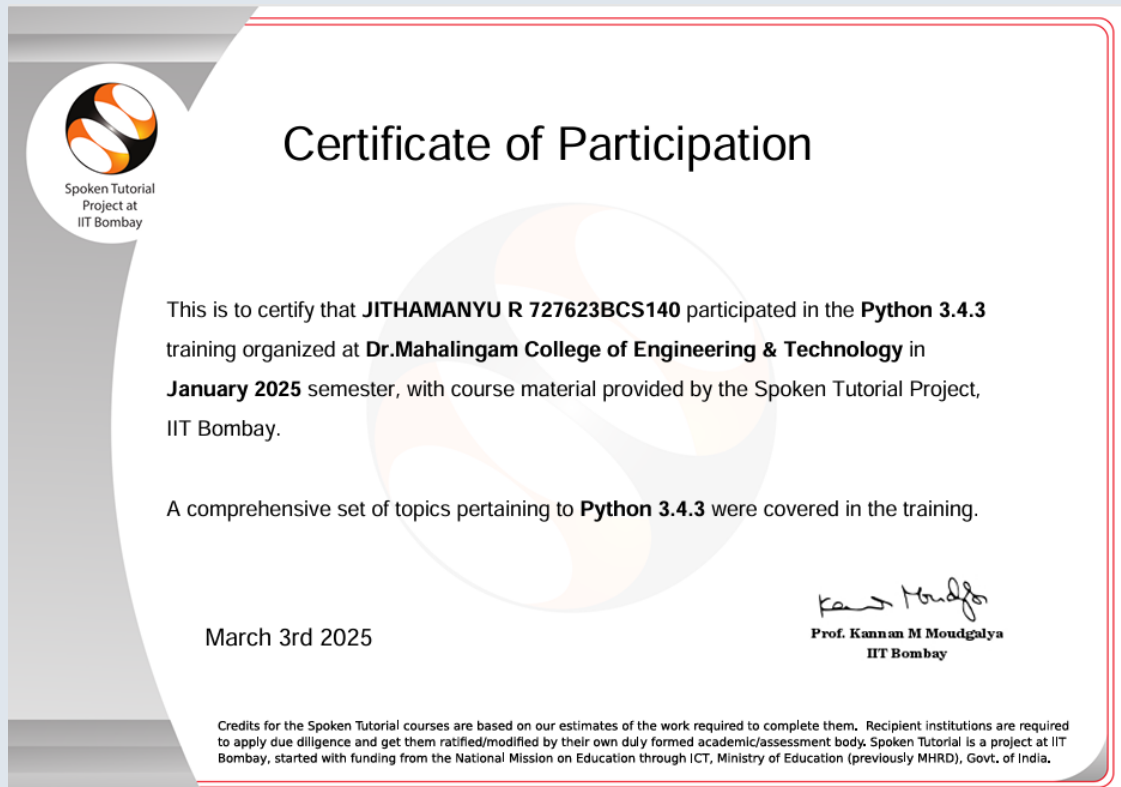 Spoken Tutorial
Project at
IIT Bombay
Certificate of Participation
This is to certify that JITHAMANYU R 727623BCS140 participated in the Python 3.4.3
training organized at Dr.Mahalingam College of Engineering & Technology in
January 2025 semester, with course material provided by the Spoken Tutorial Project,
IIT Bombay.
A comprehensive set of topics pertaining to Python 3.4.3 were covered in the training.
March 3rd 2025
Prof. Kannan M Moudgalya
IIT Bombay
Credits for the Spoken Tutorial courses are based on our estimates of the work required to complete them. Recipient institutions are required
to apply due diligence and get them ratified/modified by their own duly formed academic/assessment body. Spoken Tutorial is a project at IIT
Bombay, started with funding from the National Mission on Education through ICT, Ministry of Education (previously MHRD), Govt. of India.